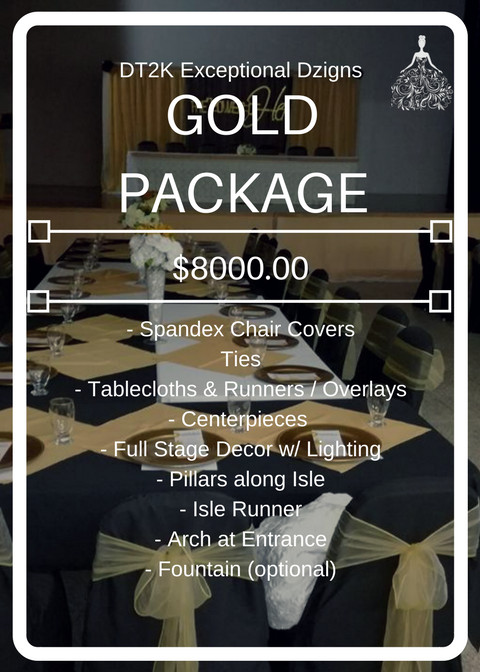 DT2K Exceptional Dzigns
GOLD
PACKAGE
$8000.00
- Spandex Chair Covers
Ties
- Tablecloths & Runners / Overlays
- Centerpieces
- Full Stage Decor w/ Lighting
- Pillars along Isle
- Isle Runner
- Arch at Entrance
- Fountain (optional)